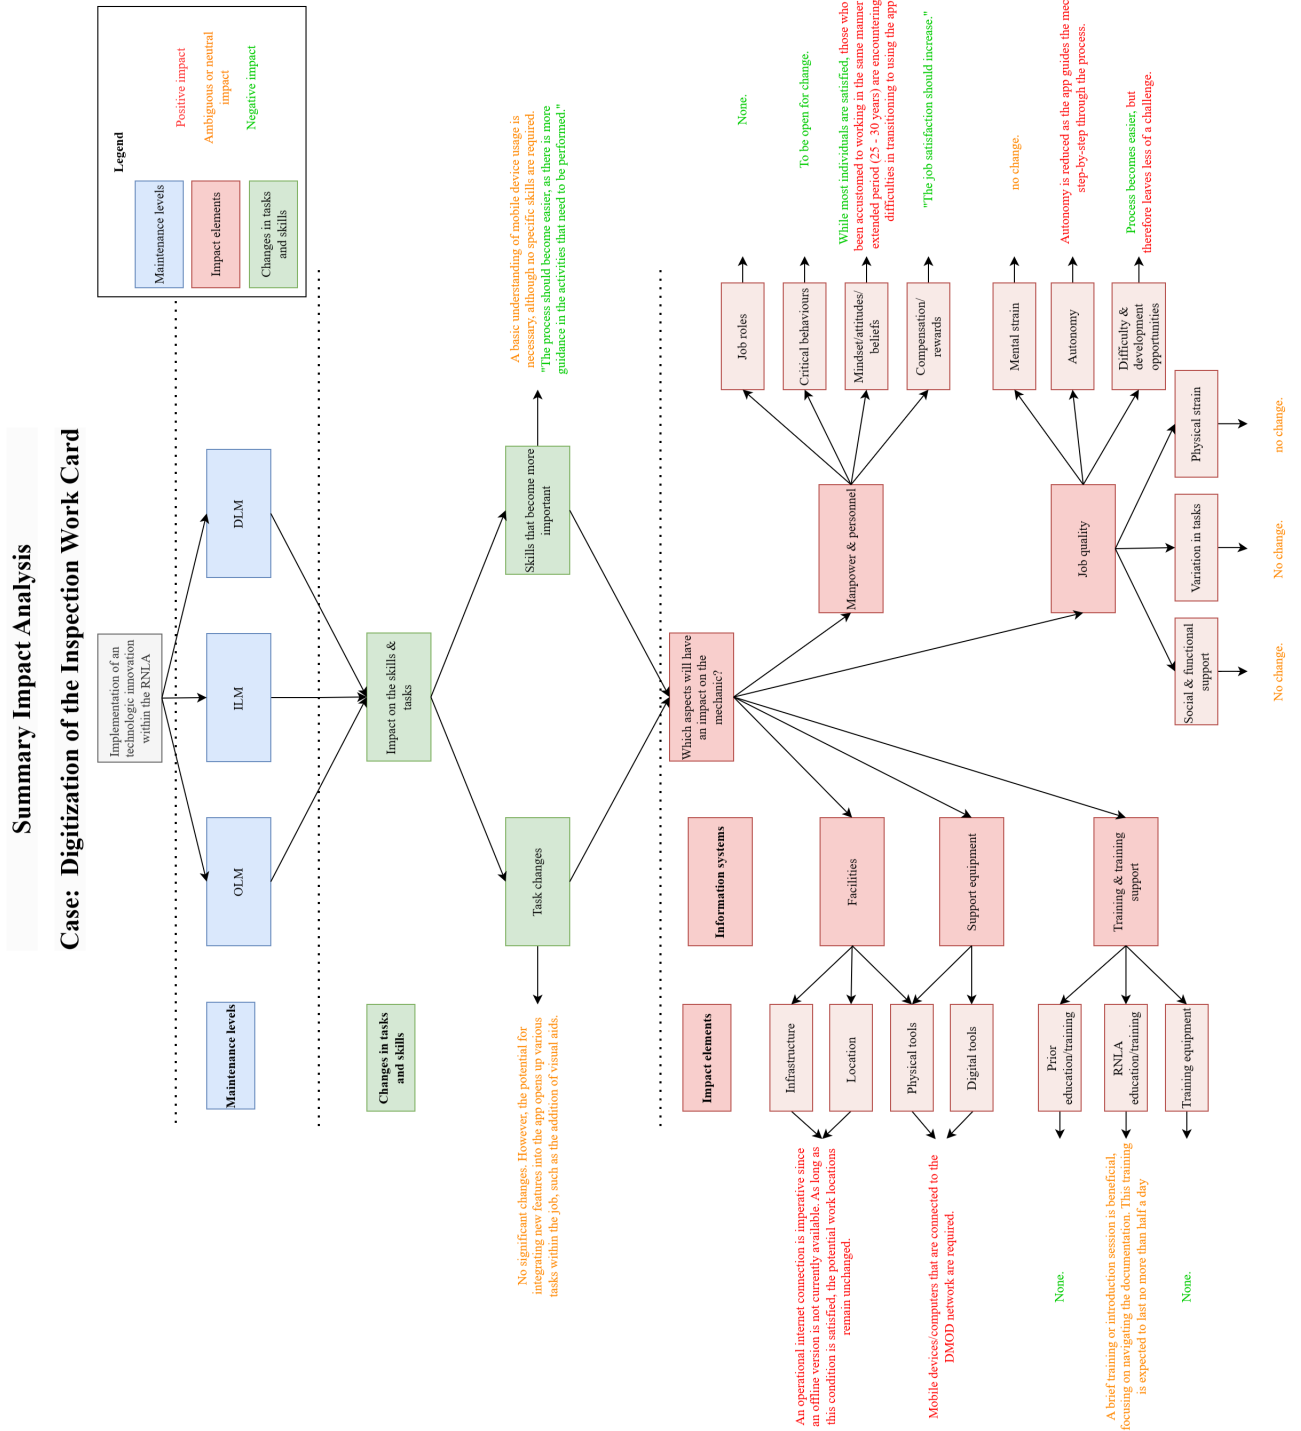 Summary Impact Analysis
Case: Digitization of the Inspection Work Card
Legend
Maintenance levels
Impact elements
Changes in tasks
and skills
Positive impact
Ambiguous or neutral
impact
Negative impact
Implementation of an
technologic innovation
within the RNLA
Maintenance levels
OLM
ILM
DLM
Changes in tasks
and skills
Impact on the skills &
tasks
No significant changes. However, the potential for
integrating new features into the app opens up various
tasks within the job, such as the addition of visual aids.
Task changes
Skills that become more
important
A basic understanding of mobile device usage is
necessary, although no specific skills are required.
"The process should become easier, as there is more
guidance in the activities that need to be performed."
Impact elements
Information systems
Which aspects will have
an impact on the
mechanic?
An operational internet connection is imperative since
an offline version is not currently available. As long as
this condition is satisfied, the potential work locations
remain unchanged.
Infrastructure
Location
Facilities
Mobile devices/computers that are connected to the
DMOD network are required.
Physical tools
Digital tools
Support equipment
None.
Prior
education/training
A brief training or introduction session is beneficial,
focusing on navigating the documentation. This training
is expected to last no more than half a day
RNLA
education/training
None.
Training equipment
Training & training
support
Manpower & personnel
Job roles
None.
Critical behaviours
To be open for change.
Mindset/attitudes/
beliefs
While most individuals are satisfied, those who
been accustomed to working in the same manner
extended period (25 - 30 years) are encountering
difficulties in transitioning to using the app
Compensation/
rewards
"The job satisfaction should increase."
Job quality
Mental strain
no change.
Autonomy
Autonomy is reduced as the app guides the mec
step-by-step through the process.
Difficulty &
development
opportunities
Process becomes easier, but
therefore leaves less of a challenge.
Physical strain
no change.
Variation in tasks
No change.
Social & functional
support
No change.